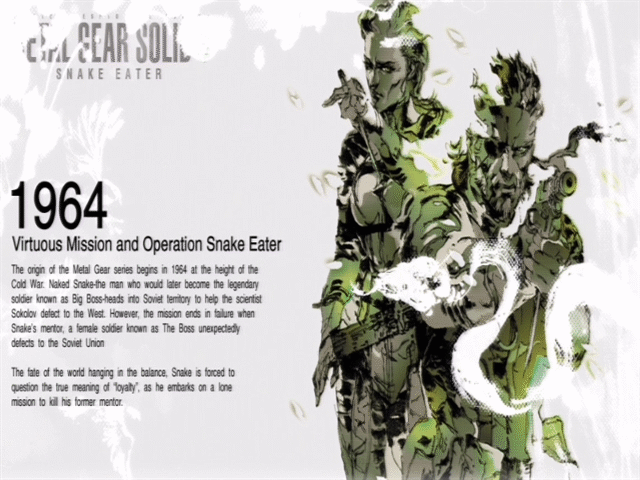 ETAL GEAR SOLID
SNAKE EATER
1964
Virtuous Mission and Operation Snake Eater
The origin of the Metal Gear series begins in 1964 at the height of the
Cold War. Naked Snake-the man who would later become the legendary
soldier known as Big Boss-heads into Soviet territory to help the scientist
Sokolov defect to the West. However, the mission ends in failure when
Snake's mentor, a female soldier known as The Boss unexpectedly
defects to the Soviet Union
The fate of the world hanging in the balance, Snake is forced to
question the true meaning of "loyalty", as he embarks on a lone
mission to kill his former mentor.